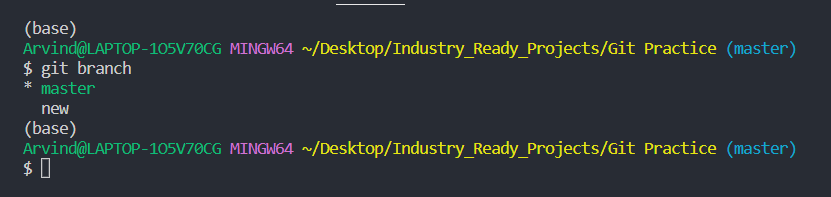 (base)
Arvind@LAPTOP-1O5V70CG MINGW64 ~/Desktop/Industry_Ready_Projects/Git Practice (master)
$ git branch
* master
  new
(base)
Arvind@LAPTOP-1O5V70CG MINGW64 ~/Desktop/Industry_Ready_Projects/Git Practice (master)
$